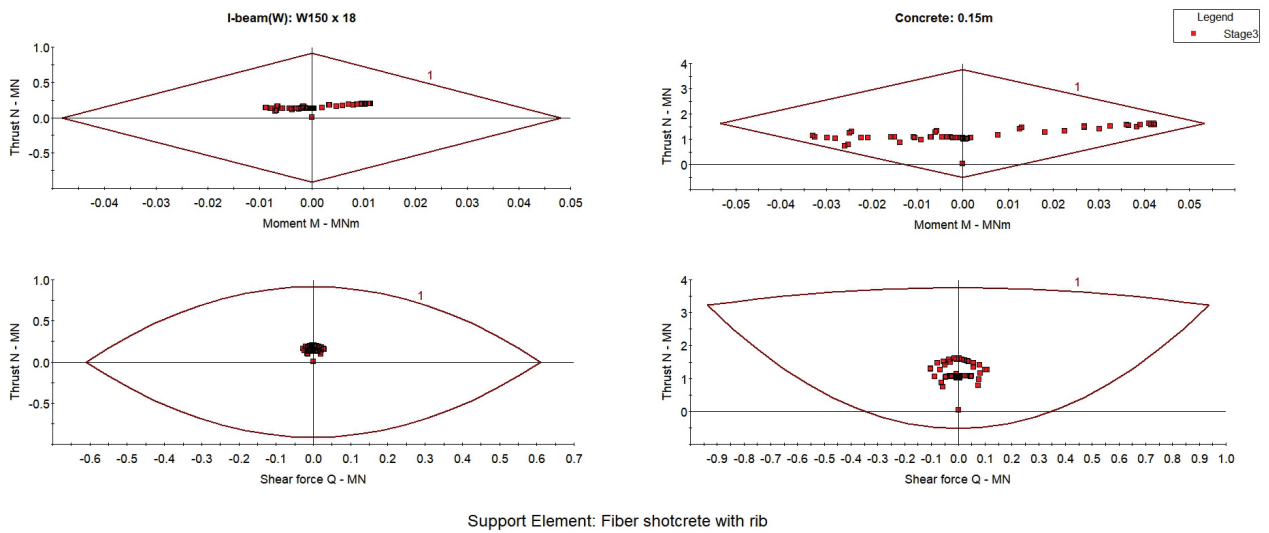 I-beam(W): W150 x 18
Concrete: 0.15m
Legend
Stage3
1.0
0.5
0.0
-0.5
Thrust N - MN
1
-0.04 -0.03 -0.02 -0.01 0.00 0.01 0.02 0.03 0.04 0.05
Moment M - MNm
4
3
2
1
0
Thrust N - MN
1
-0.05 -0.04 -0.03 -0.02 -0.01 0.00 0.01 0.02 0.03 0.04 0.05
Moment M - MNm
1.0
0.5
0.0
-0.5
Thrust N - MN
1
-0.6 -0.5 -0.4 -0.3 -0.2 -0.1 0.0 0.1 0.2 0.3 0.4 0.5 0.6 0.7
Shear force Q - MN
4
3
2
1
0
Thrust N - MN
1
-0.9 -0.8 -0.7 -0.6 -0.5 -0.4 -0.3 -0.2 -0.1 0.0 0.1 0.2 0.3 0.4 0.5 0.6 0.7 0.8 0.9 1.0
Shear force Q - MN
Support Element: Fiber shotcrete with rib